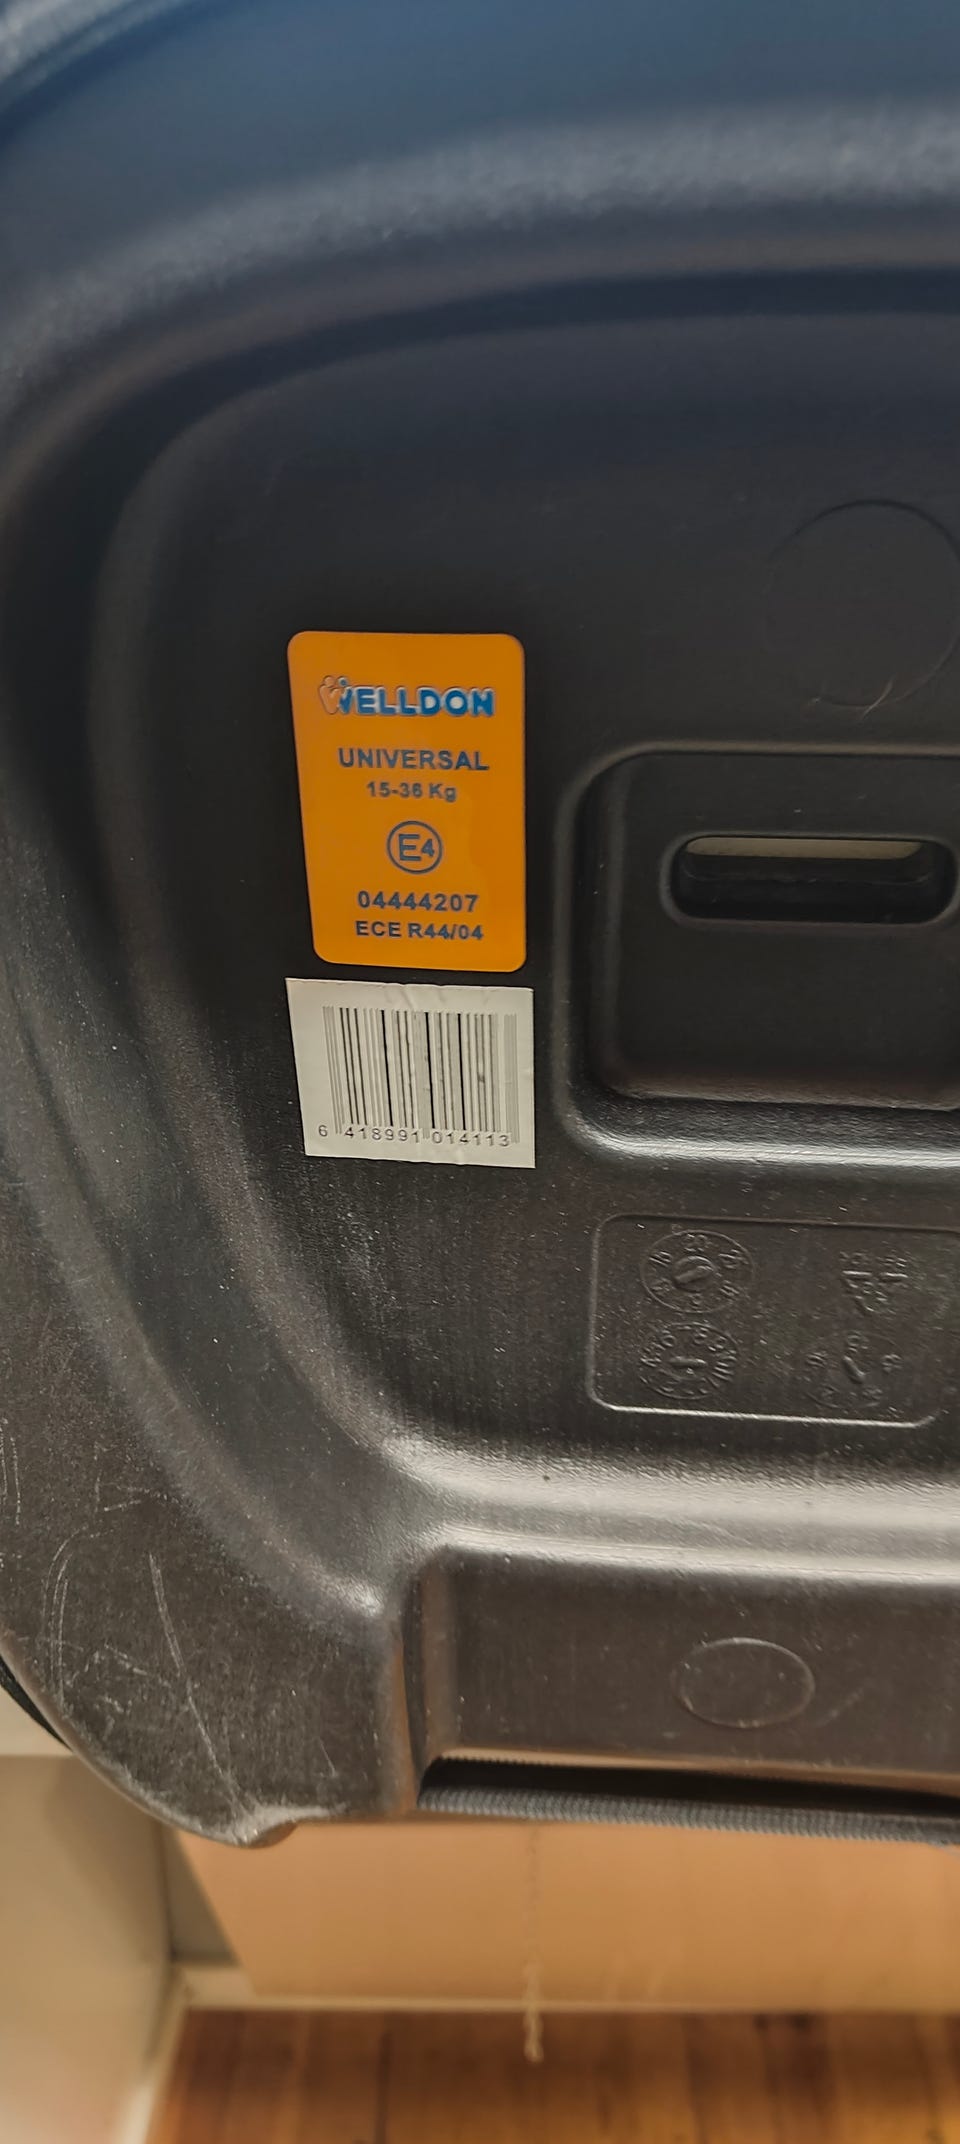 WELLDON
UNIVERSAL
15-36 Kg
E4
04444207
ECE R44/04
6 418991 014113